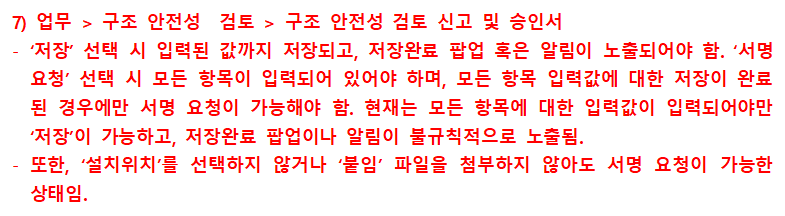 7) 업무 > 구조 안전성 검토 > 구조 안전성 검토 신고 및 승인서
- '저장' 선택 시 입력된 값까지 저장되고, 저장완료 팝업 혹은 알림이 노출되어야 함. '서명
요청' 선택 시 모든 항목이 입력되어 있어야 하며, 모든 항목 입력값에 대한 저장이 완료
된 경우에만 서명 요청이 가능해야 함. 현재는 모든 항목에 대한 입력값이 입력되어야만
'저장'이 가능하고, 저장완료 팝업이나 알림이 불규칙적으로 노출됨.
- 또한, '설치위치'를 선택하지 않거나 '붙임' 파일을 첨부하지 않아도 서명 요청이 가능한
상태임.